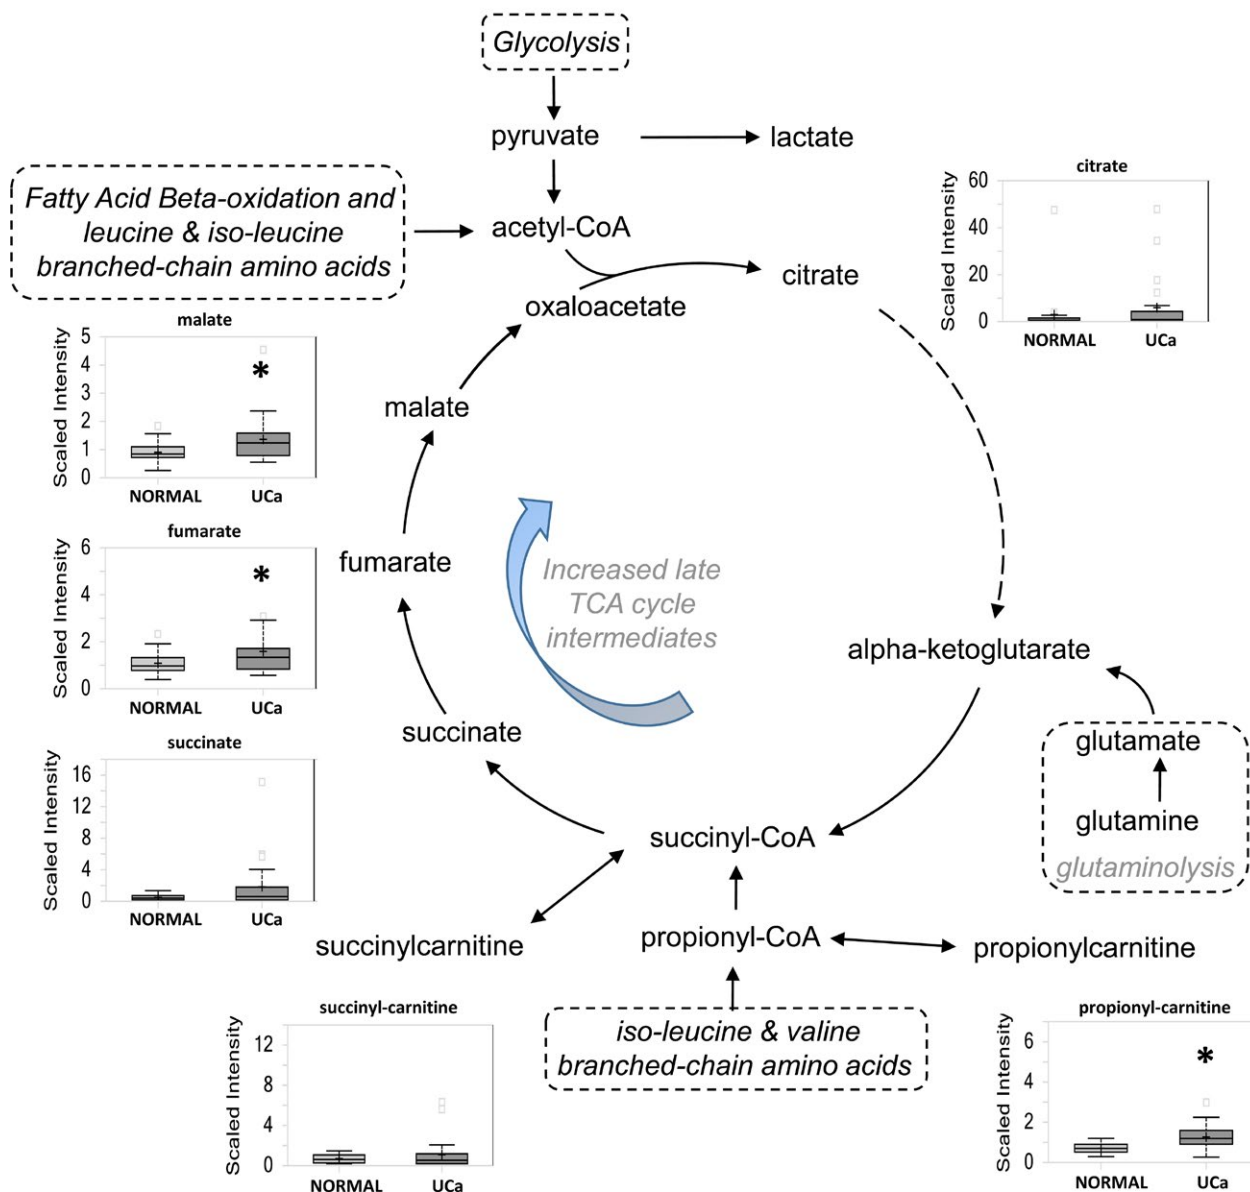 Glycolysis
pyruvate
lactate
Fatty Acid Beta-oxidation and
leucine & iso-leucine
branched-chain amino acids
acetyl-CoA
oxaloacetate
citrate
citrate
Scaled Intensity
60
40
20
0
NORMAL
UCa
malate
Scaled Intensity
5
4
3
2
1
0
*
NORMAL
UCa
malate
fumarate
Scaled Intensity
6
4
2
0
*
NORMAL
UCa
fumarate
Increased late
TCA cycle
intermediates
alpha-ketoglutarate
glutamate
glutamine
glutaminolysis
succinate
succinate
Scaled Intensity
16
12
8
4
0
NORMAL
UCa
succinyl-CoA
succinylcarnitine
propionyl-CoA
propionylcarnitine
iso-leucine & valine
branched-chain amino acids
succinyl-carnitine
Scaled Intensity
12
8
4
0
NORMAL
UCa
propionyl-carnitine
Scaled Intensity
6
4
2
0
*
NORMAL
UCa